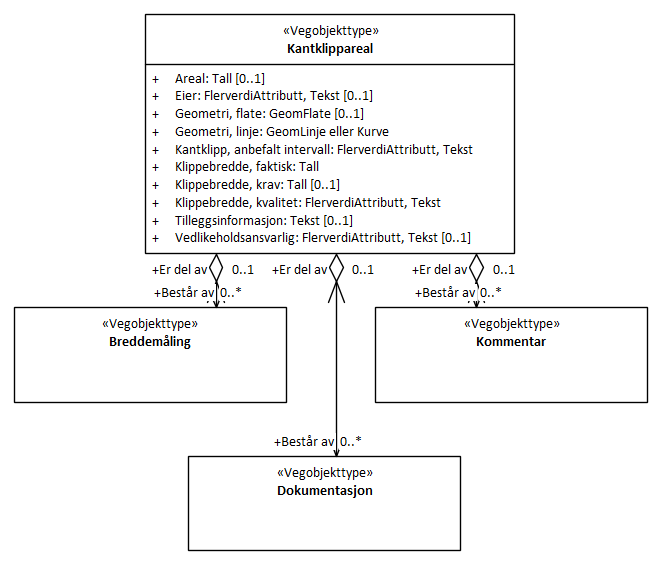 «Vegobjekttype»
Kantklippareal
+ Areal: Tall [0..1]
+ Eier: FlerverdiAttributt, Tekst [0..1]
+ Geometri, flate: GeomFlate [0..1]
+ Geometri, linje: GeomLinje eller Kurve
+ Kantklipp, anbefalt intervall: FlerverdiAttributt, Tekst
+ Klippebredde, faktisk: Tall
+ Klippebredde, krav: Tall [0..1]
+ Klippebredde, kvalitet: FlerverdiAttributt, Tekst
+ Tilleggsinformasjon: Tekst [0..1]
+ Vedlikeholdsansvarlig: FlerverdiAttributt, Tekst [0..1]
+Er del av 0..1 +Er del av 0..1 +Er del av 0..1
+Består av 0..* +Består av 0..*
«Vegobjekttype» «Vegobjekttype»
Breddemåling Kommentar
+Består av 0..*
«Vegobjekttype»
Dokumentasjon